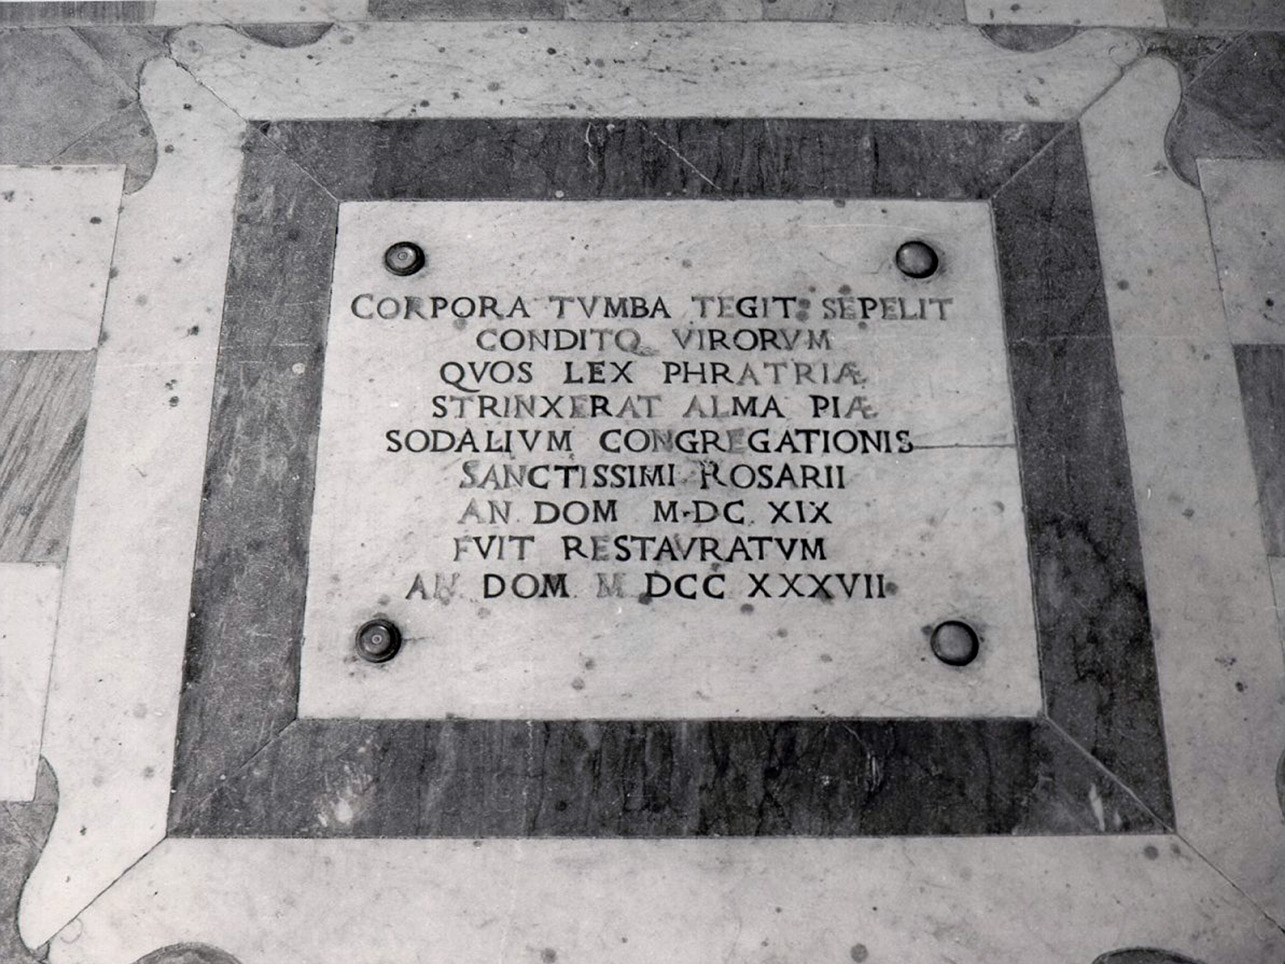 CORPORA TVMBA TEGIT SEPELIT
CONDITQ VIRORVM
QVOS LEX PHRATRIÆ
STRINXERAT ALMA PIÆ
SODALIVM CONGREGATIONIS
SANCTISSIMI ROSARII
AN DOM M·DC XIX
FVIT RESTAVRATVM
AN DOM M DCC XXXVII